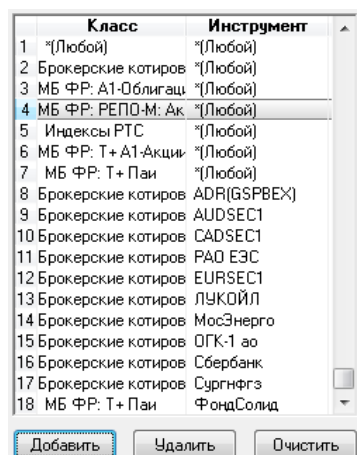 Класс Инструмент
1 *(Любой) *(Любой)
2 Брокерские котиров *(Любой)
3 МБ ФР: А1-Облигаци *(Любой)
4 МБ ФР: РЕПО-М: Ак *(Любой)
5 Индексы РТС *(Любой)
6 МБ ФР: Т+ А1-Акции *(Любой)
7 МБ ФР: Т+ Паи *(Любой)
8 Брокерские котиров ADR(GSPBEX)
9 Брокерские котиров AUDSEC1
10 Брокерские котиров CADSEC1
11 Брокерские котиров РАО ЕЭС
12 Брокерские котиров EURSEC1
13 Брокерские котиров ЛУКОЙЛ
14 Брокерские котиров МосЭнерго
15 Брокерские котиров ОГК-1 ао
16 Брокерские котиров Сбербанк
17 Брокерские котиров Сургнфгз
18 МБ ФР: Т+ Паи ФондСолид
Добавить Удалить Очистить